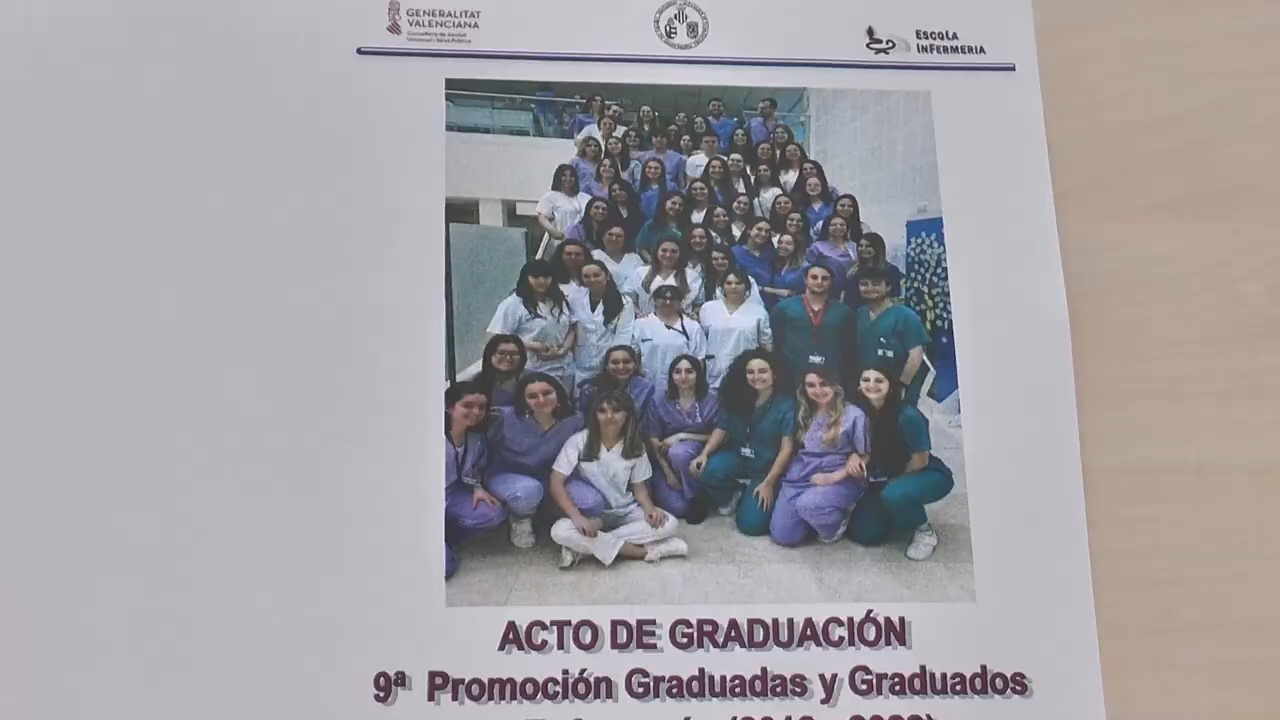 GENERALITAT
VALENCIANA
ESCOLA
INFERMERIA
ACTO DE GRADUACIÓN
9ª Promoción Graduadas y Graduados